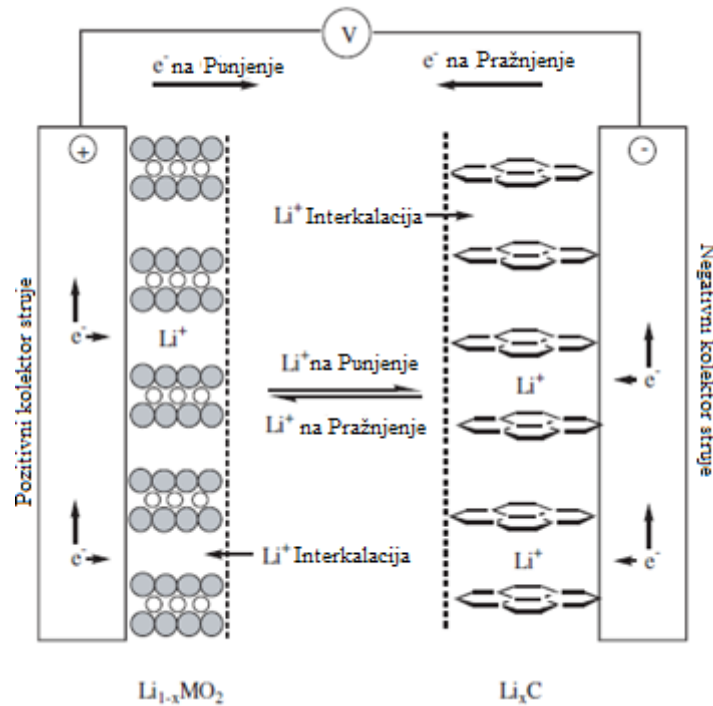 V
e⁻ na Punjenje
e⁻ na Pražnjenje
+
-
Li⁺ Interkalacija
Pozitivni kolektor struje
Negativni kolektor struje
e⁻
Li⁺
Li⁺ na Punjenje
Li⁺ na Pražnjenje
Li⁺
e⁻
e⁻
Li⁺ Interkalacija
Li⁺
e⁻
Li₁₋ₓMO₂
LiₓC